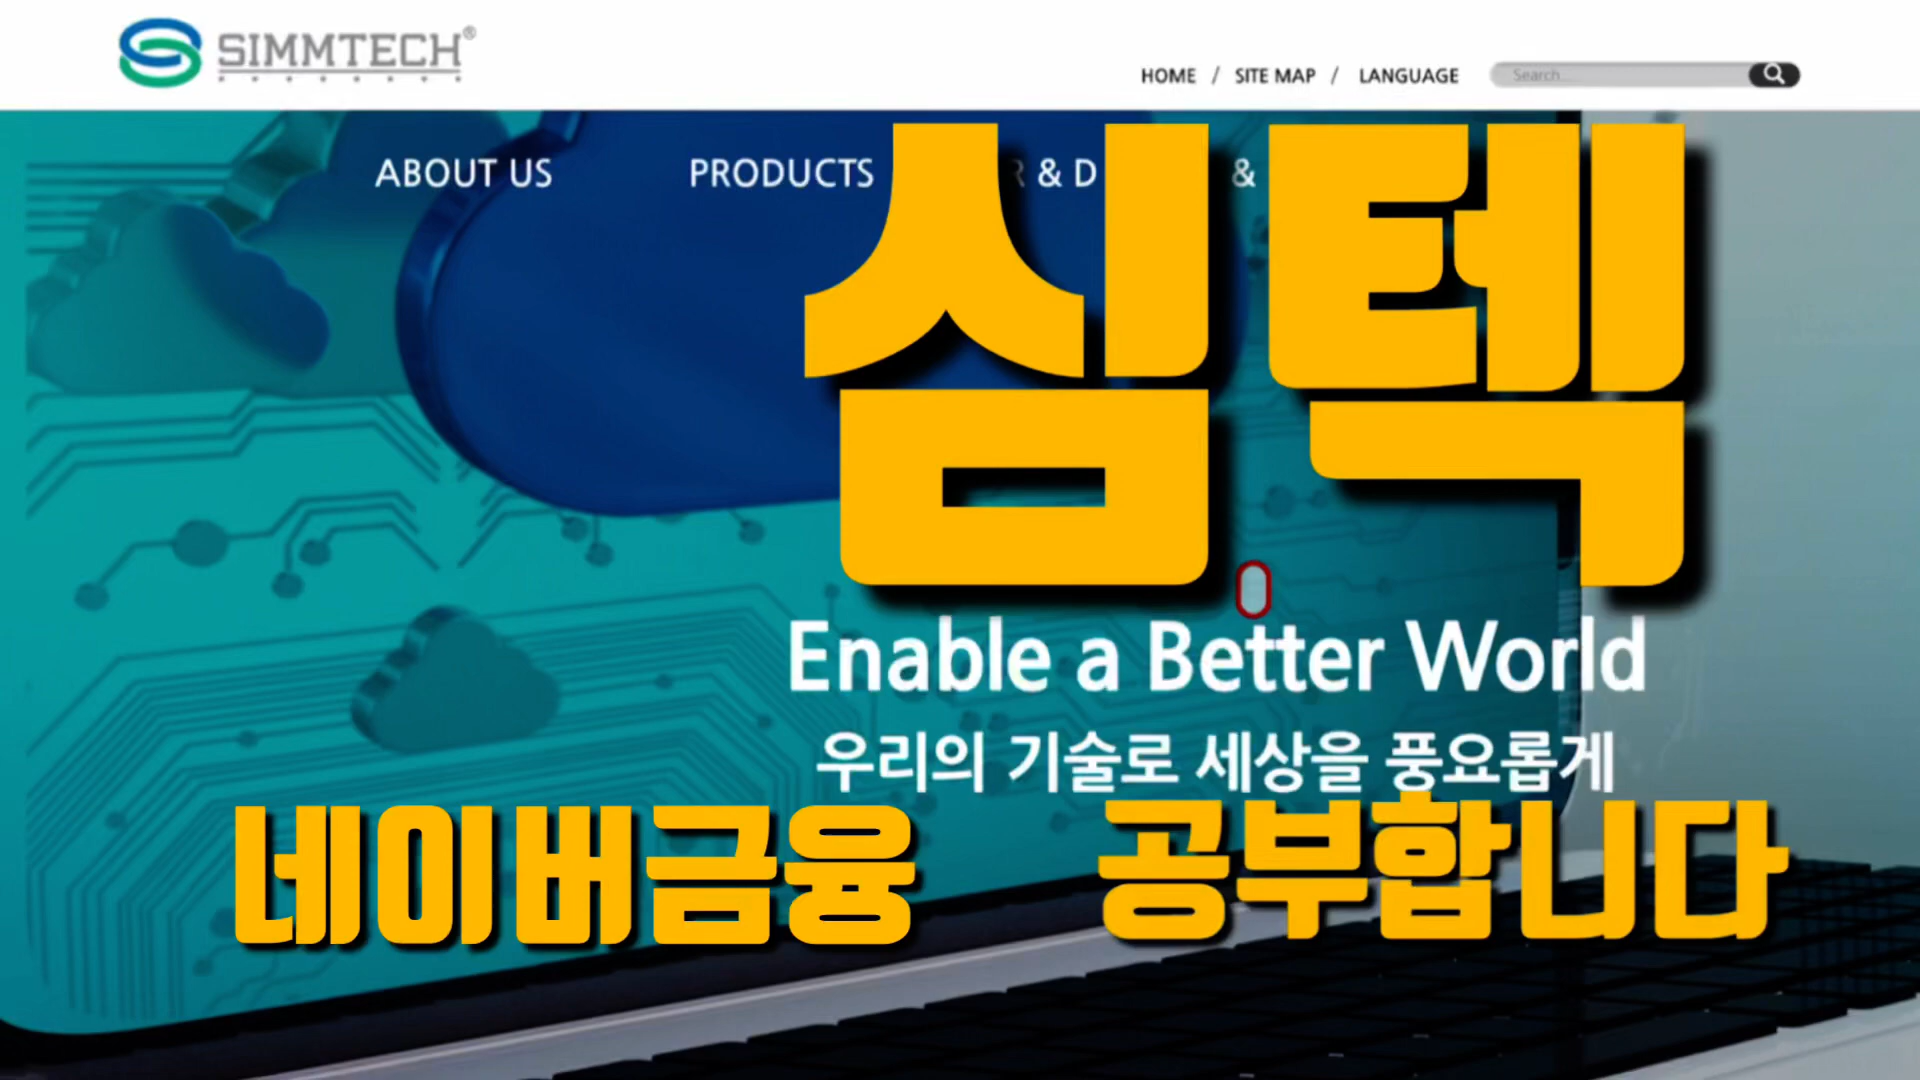 SIMMTECH®
HOME / SITE MAP / LANGUAGE Search...
ABOUT US PRODUCTS R & D &
심텍
Enable a Better World
우리의 기술로 세상을 풍요롭게
네이버금융 공부합니다